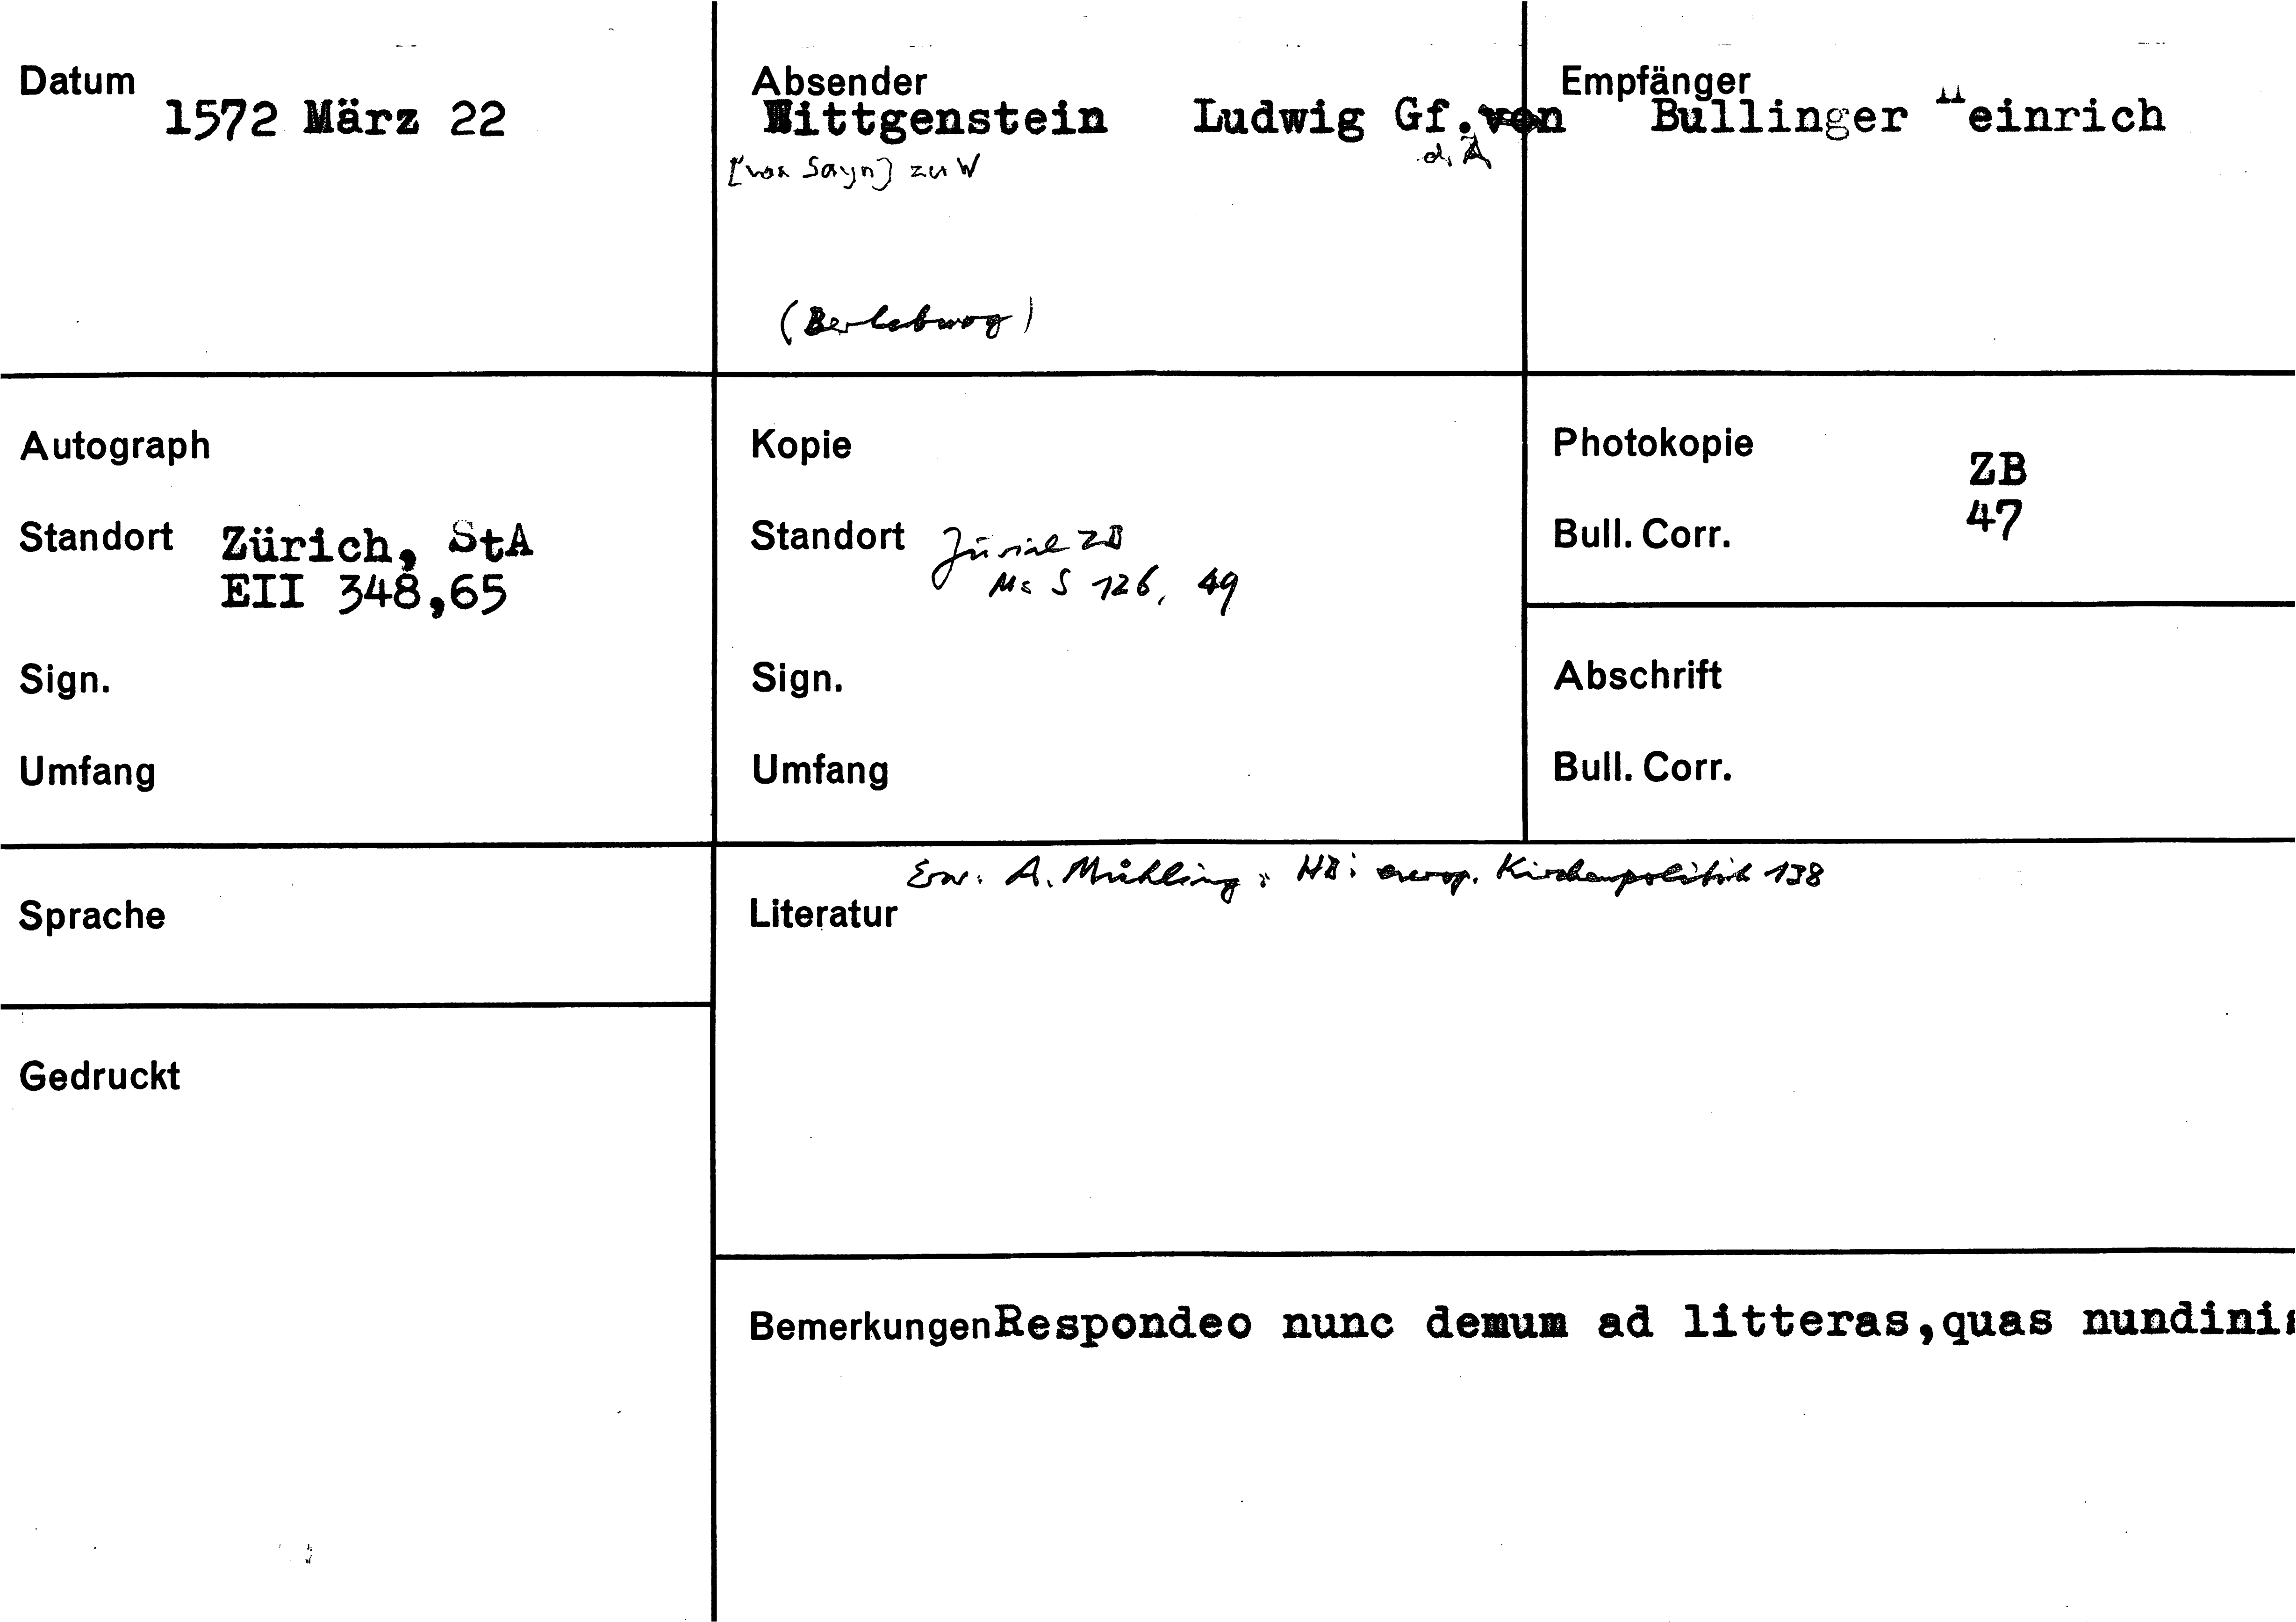 Datum
1572 März 22
Absender
Wittgenstein Ludwig Gf. von
d. Ä
[von Sayn] zu W
(Berleburg)
Empfänger
Bullinger Heinrich
Autograph
Standort Zürich, StA
EII 348,65
Sign.
Umfang
Kopie
Standort Zürich ZB
Ms S 126, 49
Sign.
Umfang
Photokopie
ZB
Bull. Corr. 47
Abschrift
Bull. Corr.
Sprache
Gedruckt
Erw. A. Mühling: HB: europ. Kirchenpolitik 138
Literatur
Bemerkungen Respondeo nunc demum ad litteras,quas nundinis